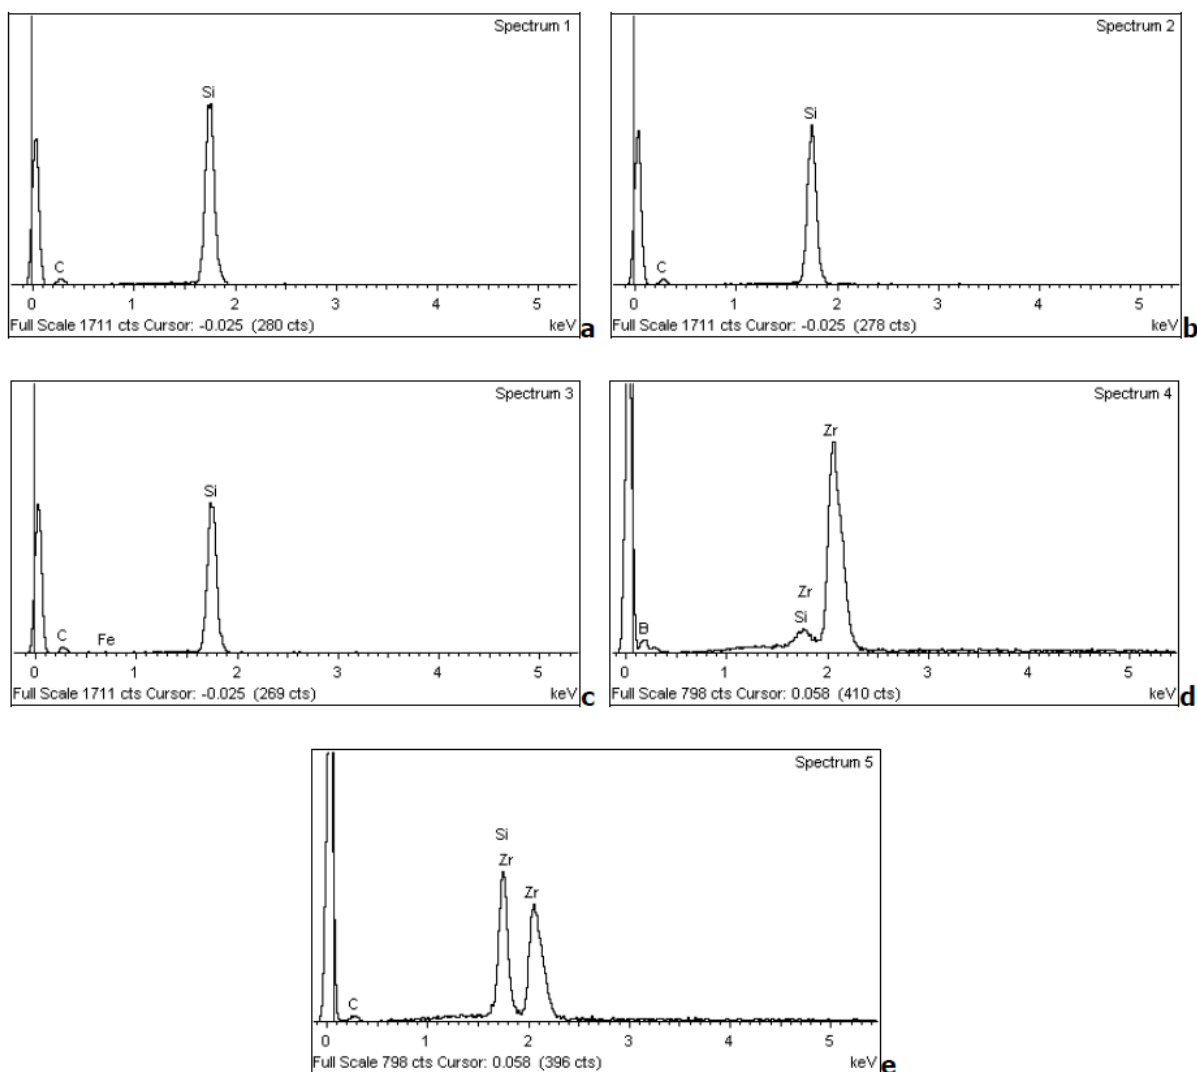 Spectrum 1
Si
C
0 1 2 3 4 5
Full Scale 1711 cts Cursor: -0.025 (280 cts) keV
a
Spectrum 2
Si
C
0 1 2 3 4 5
Full Scale 1711 cts Cursor: -0.025 (278 cts) keV
b
Spectrum 3
Si
C Fe
0 1 2 3 4 5
Full Scale 1711 cts Cursor: -0.025 (269 cts) keV
c
Spectrum 4
Zr
Zr
Si
B
0 1 2 3 4 5
Full Scale 798 cts Cursor: 0.058 (410 cts) keV
d
Spectrum 5
Si
Zr
Zr
C
0 1 2 3 4 5
Full Scale 798 cts Cursor: 0.058 (396 cts) keV
e